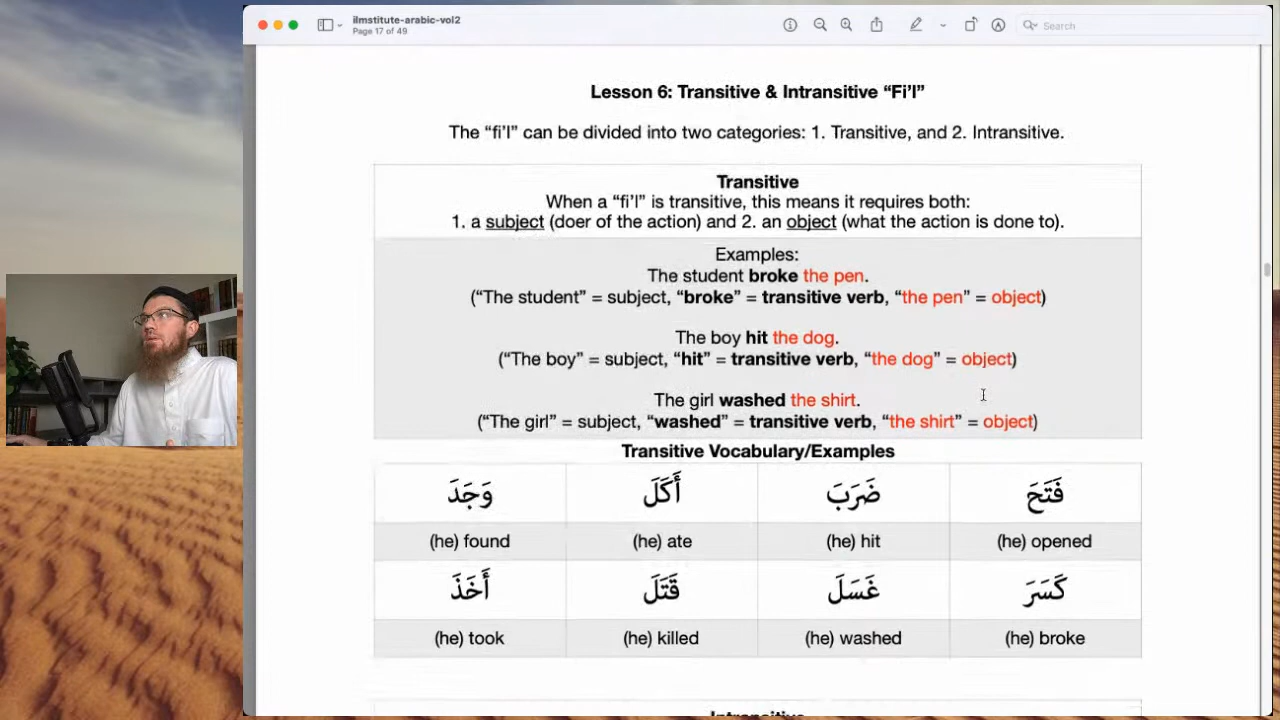 ilmstitute-arabic-vol2
Page 17 of 49
Search
Lesson 6: Transitive & Intransitive “Fi’l”
The “fi’l” can be divided into two categories: 1. Transitive, and 2. Intransitive.
Transitive
When a “fi’l” is transitive, this means it requires both:
1. a subject (doer of the action) and 2. an object (what the action is done to).
Examples:
The student broke the pen.
(“The student” = subject, “broke” = transitive verb, “the pen” = object)
The boy hit the dog.
(“The boy” = subject, “hit” = transitive verb, “the dog” = object)
The girl washed the shirt.
(“The girl” = subject, “washed” = transitive verb, “the shirt” = object)
Transitive Vocabulary/Examples
وَجَدَ أَكَلَ ضَرَبَ فَتَحَ
(he) found (he) ate (he) hit (he) opened
أَخَذَ قَتَلَ غَسَلَ كَسَرَ
(he) took (he) killed (he) washed (he) broke
Intransitive